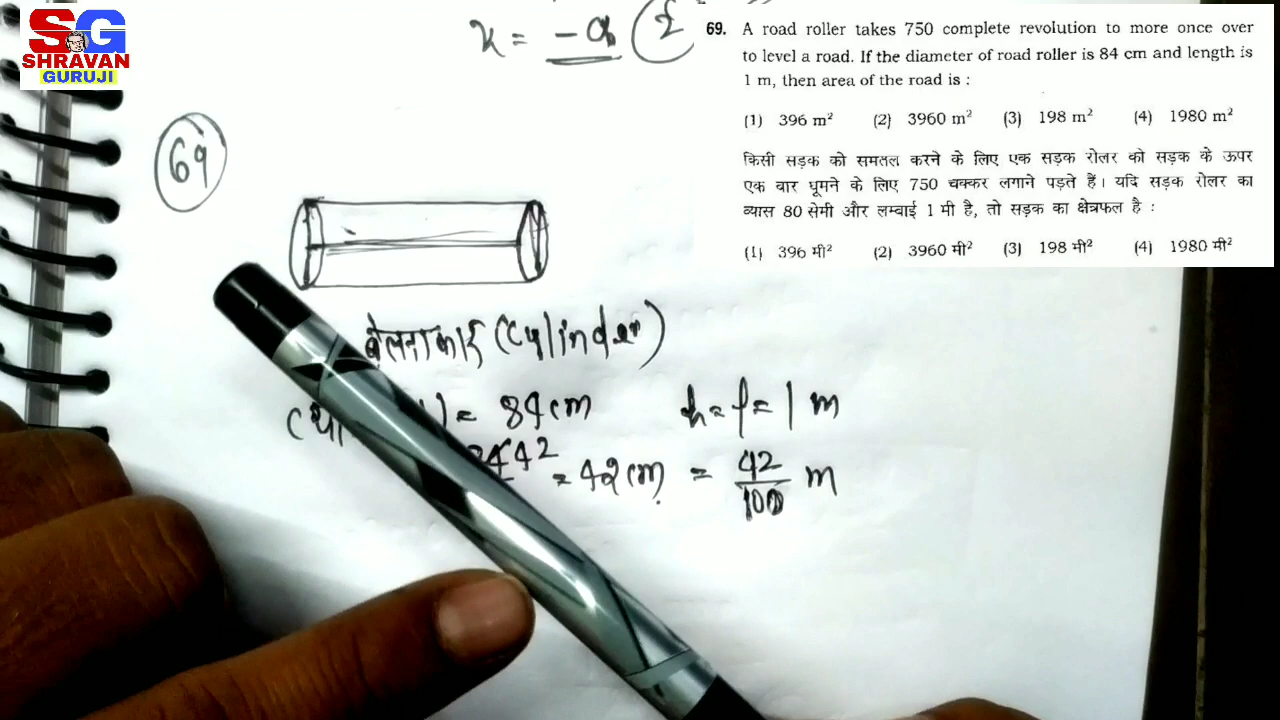 SG
SHRAVAN
GURUJI
x = -a (2
69. A road roller takes 750 complete revolution to more once over
to level a road. If the diameter of road roller is 84 cm and length is
1 m, then area of the road is :
(1) 396 m² (2) 3960 m² (3) 198 m² (4) 1980 m²
किसी सड़क को समतल करने के लिए एक सड़क रोलर को सड़क के ऊपर
एक बार घूमने के लिए 750 चक्कर लगाने पड़ते हैं। यदि सड़क रोलर का
व्यास 80 सेमी और लम्बाई 1 मी है, तो सड़क का क्षेत्रफल है :
(1) 396 मी² (2) 3960 मी² (3) 198 मी² (4) 1980 मी²
69
बेलनाकार (Cylinder)
= 84 cm h = l = 1 m
42 = 42 cm = 42/100 m